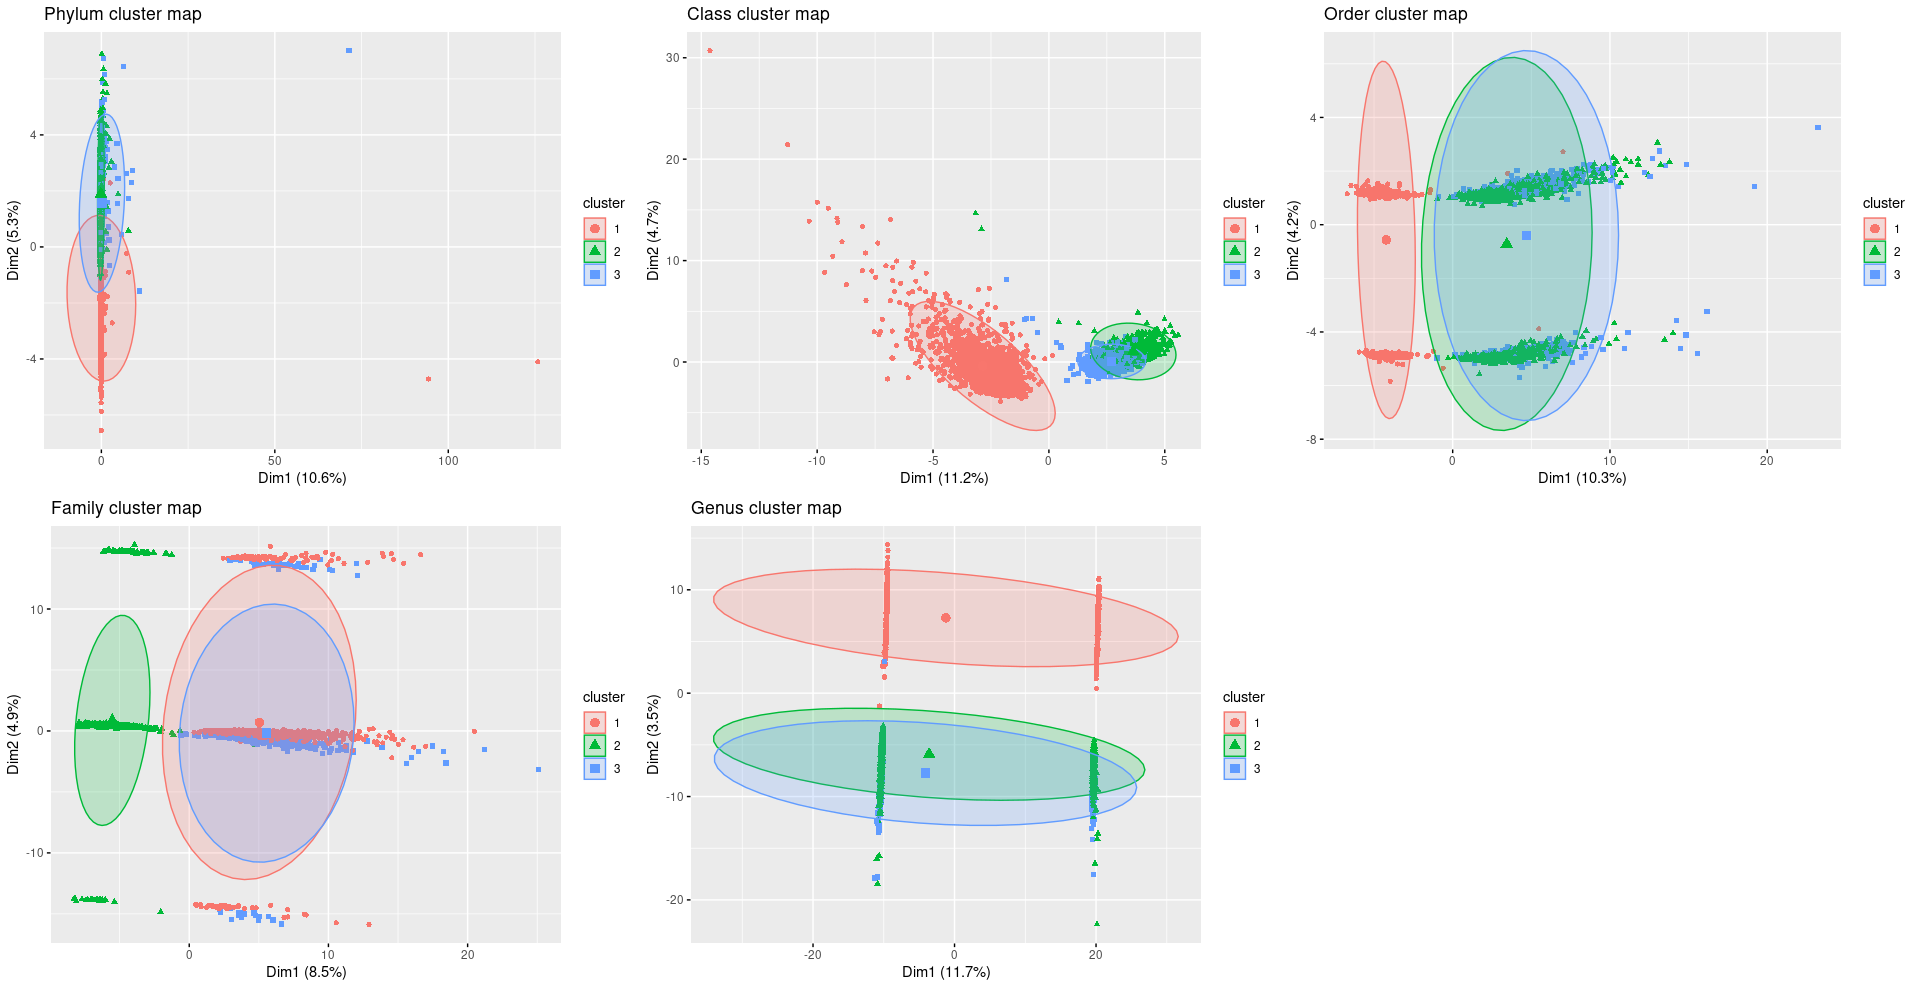 Phylum cluster map
4
0
-4
0
50
100
Dim1 (10.6%)
Dim2 (5.3%)
cluster
1
2
3
Class cluster map
30
20
10
0
-15
-10
-5
0
5
Dim1 (11.2%)
Dim2 (4.7%)
cluster
1
2
3
Order cluster map
4
0
-4
-8
0
10
20
Dim1 (10.3%)
Dim2 (4.2%)
cluster
1
2
3
Family cluster map
10
0
-10
0
10
20
Dim1 (8.5%)
Dim2 (4.9%)
cluster
1
2
3
Genus cluster map
10
0
-10
-20
-20
0
20
Dim1 (11.7%)
Dim2 (3.5%)
cluster
1
2
3